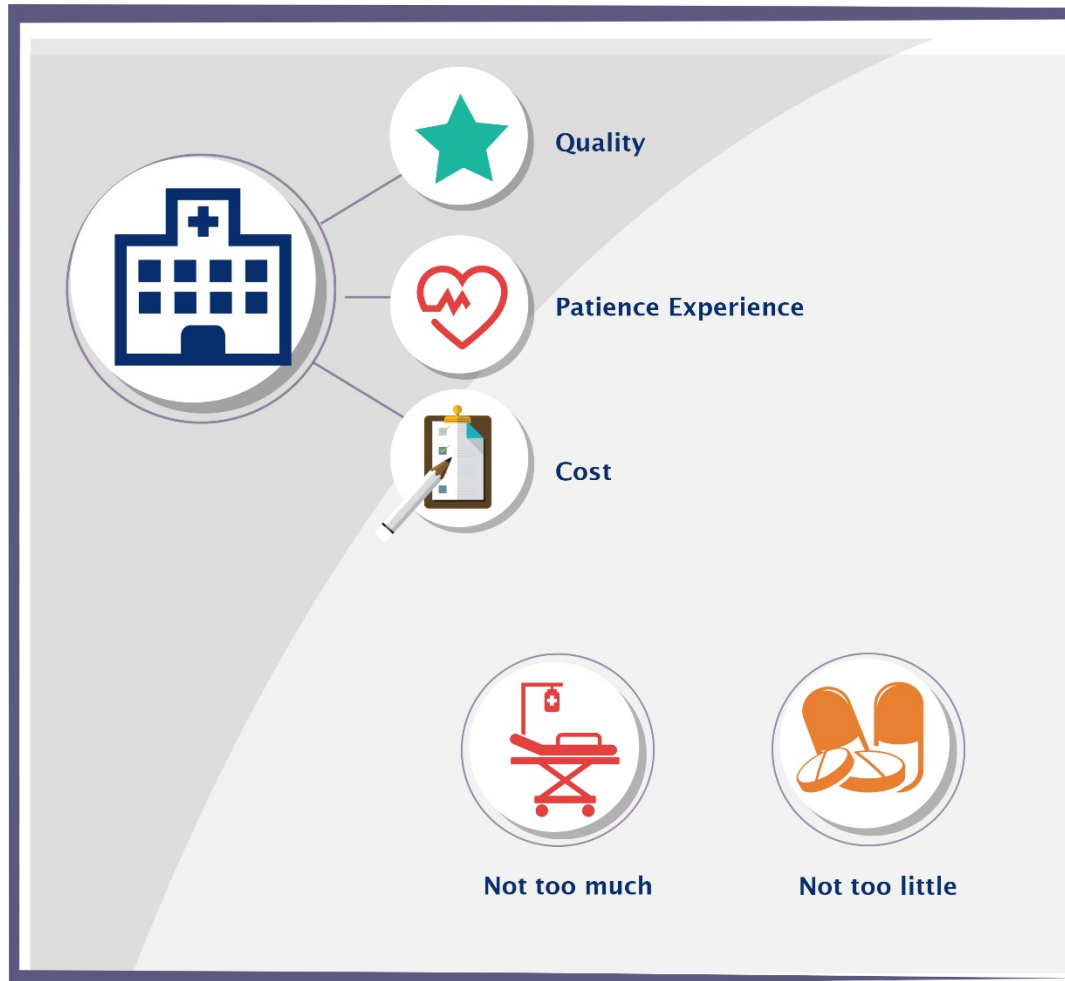 Quality
Patience Experience
Cost
Not too much
Not too little